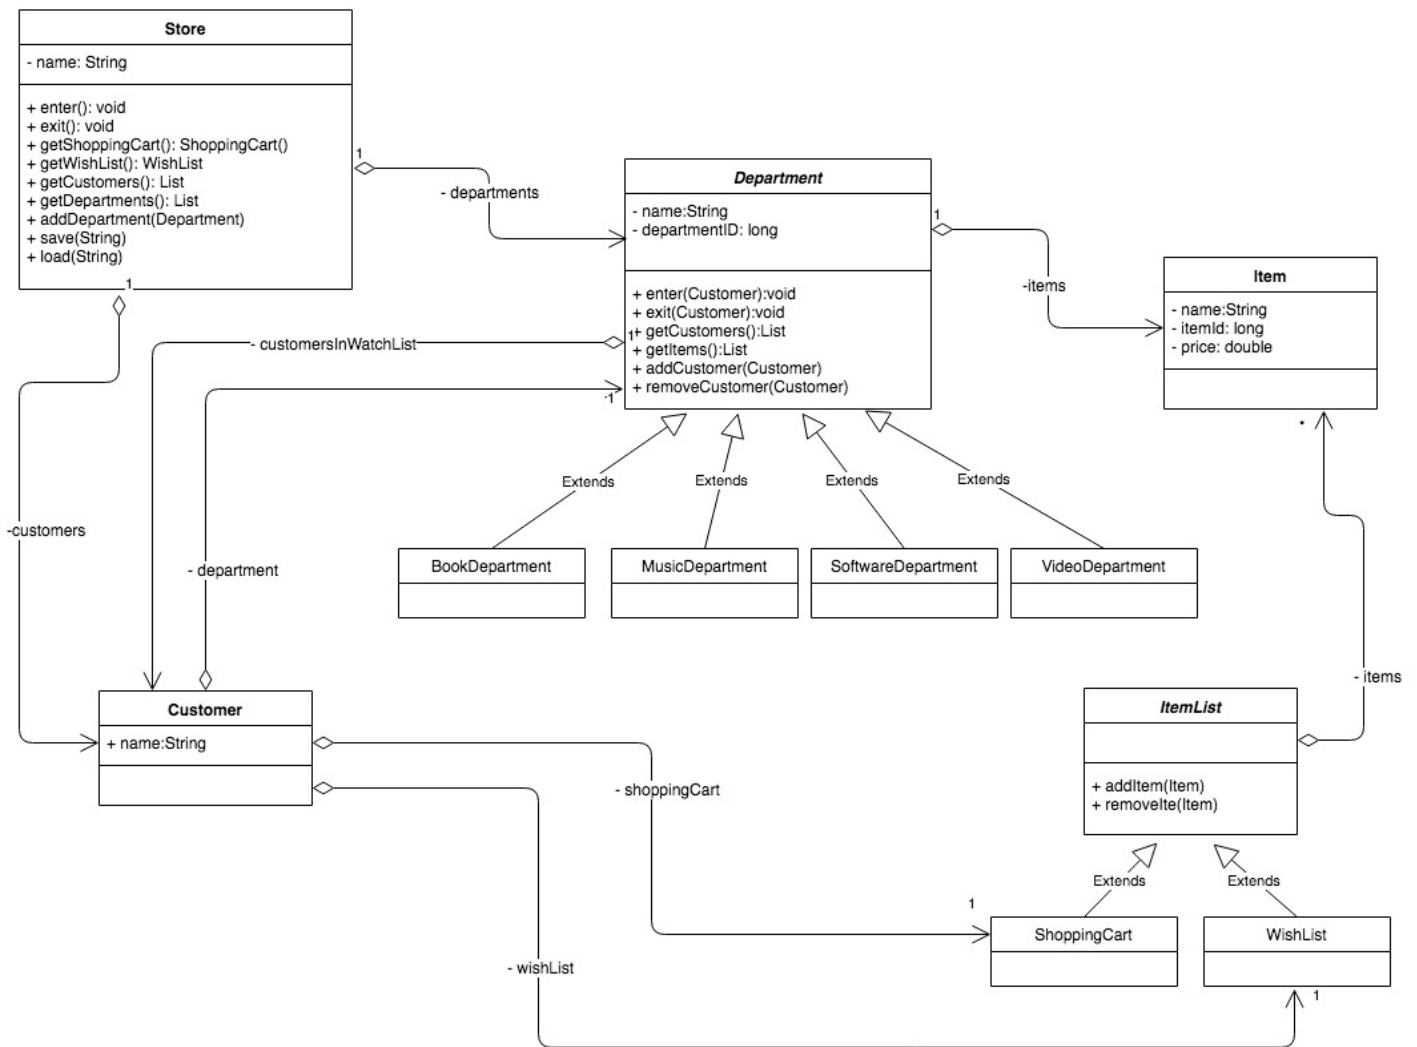 Store
- name: String
+ enter(): void
+ exit(): void
+ getShoppingCart(): ShoppingCart()
+ getWishList(): WishList
+ getCustomers(): List
+ getDepartments(): List
+ addDepartment(Department)
+ save(String)
+ load(String)
1
1
- departments
Department
- name:String
- departmentID: long
+ enter(Customer):void
+ exit(Customer):void
+ getCustomers():List
+ getItems():List
+ addCustomer(Customer)
+ removeCustomer(Customer)
1
-items
Item
- name:String
- itemId: long
- price: double
1
- customersInWatchList
1
*
Extends
Extends
Extends
Extends
-customers
- department
BookDepartment
MusicDepartment
SoftwareDepartment
VideoDepartment
- items
Customer
+ name:String
ItemList
+ addItem(Item)
+ removeIte(Item)
- shoppingCart
Extends
Extends
1
ShoppingCart
WishList
- wishList
1